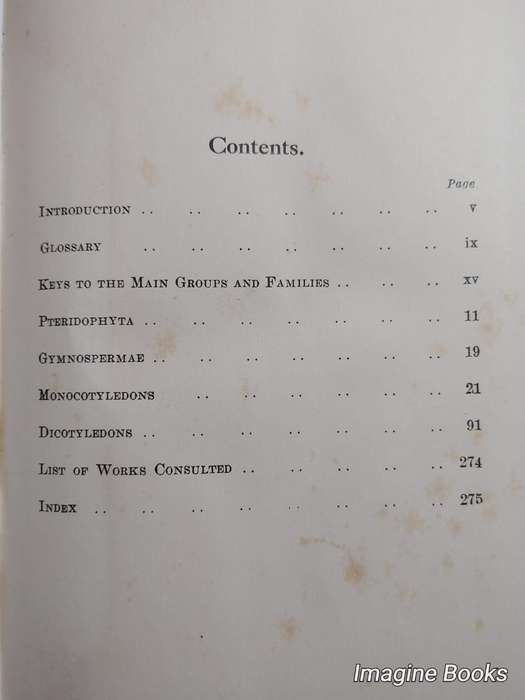 Contents.
Page
INTRODUCTION .. .. .. .. .. .. .. v
GLOSSARY .. .. .. .. .. .. .. ix
KEYS TO THE MAIN GROUPS AND FAMILIES .. .. .. xv
PTERIDOPHYTA .. .. .. .. .. .. .. 11
GYMNOSPERMAE .. .. .. .. .. .. .. 19
MONOCOTYLEDONS .. .. .. .. .. .. 21
DICOTYLEDONS .. .. .. .. .. .. .. 91
LIST OF WORKS CONSULTED .. .. .. .. .. 274
INDEX .. .. .. .. .. .. .. .. 275
Imagine Books